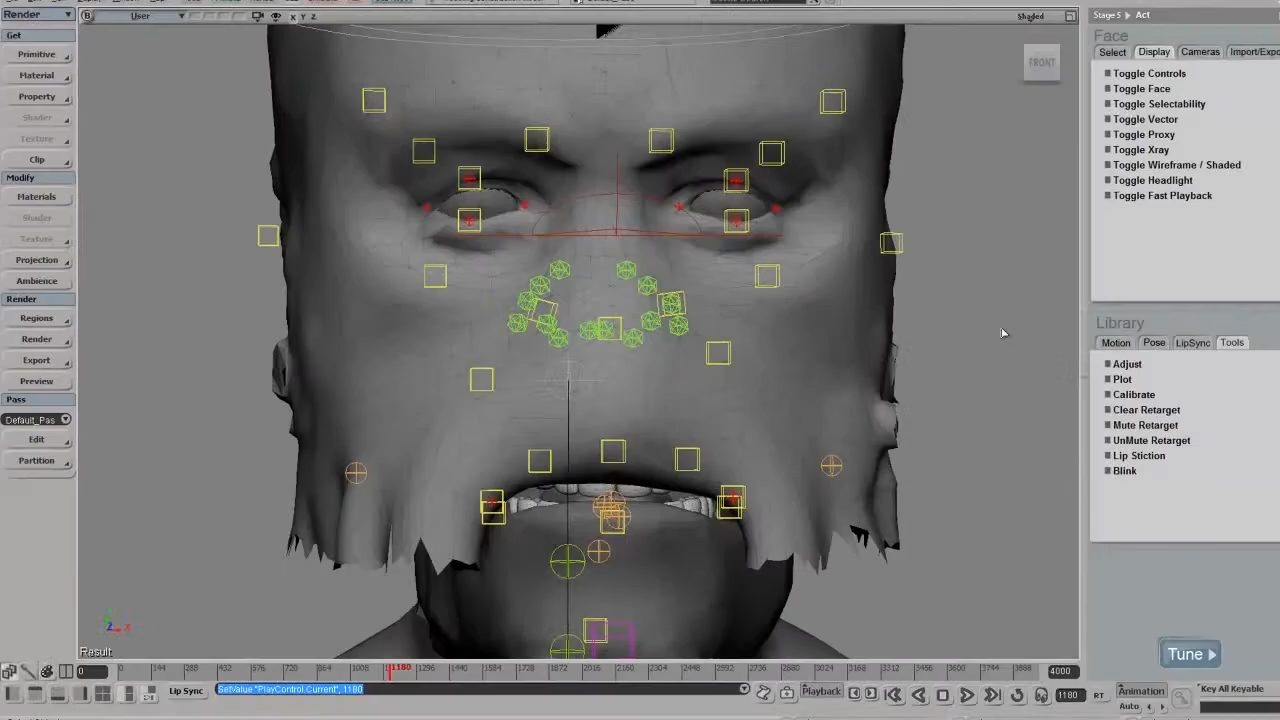 Render
B User X Y Z Shaded
Stage 5 Act
Get
Face
Select Display Cameras Import/Expo
Primitive
Material
Property
Shader
Texture
Clip
Modify
Materials
Shader
Texture
Projection
Ambience
Render
Regions
Render
Export
Preview
Pass
Default_Pas
Edit
Partition
FRONT
Toggle Controls
Toggle Face
Toggle Selectability
Toggle Vector
Toggle Proxy
Toggle Xray
Toggle Wireframe / Shaded
Toggle Headlight
Toggle Fast Playback
Library
Motion Pose LipSync Tools
Adjust
Plot
Calibrate
Clear Retarget
Mute Retarget
UnMute Retarget
Lip Stiction
Blink
Tune
Z X
Result
0 0 144 288 432 576 720 864 1008 1180 1296 1440 1584 1728 1872 2016 2160 2304 2448 2592 2736 2880 3024 3168 3312 3456 3600 3744 3888 4000
Lip Sync SetValue "PlayControl.Current", 1180 Playback 1180 RT Animation Key All Keyable
Auto